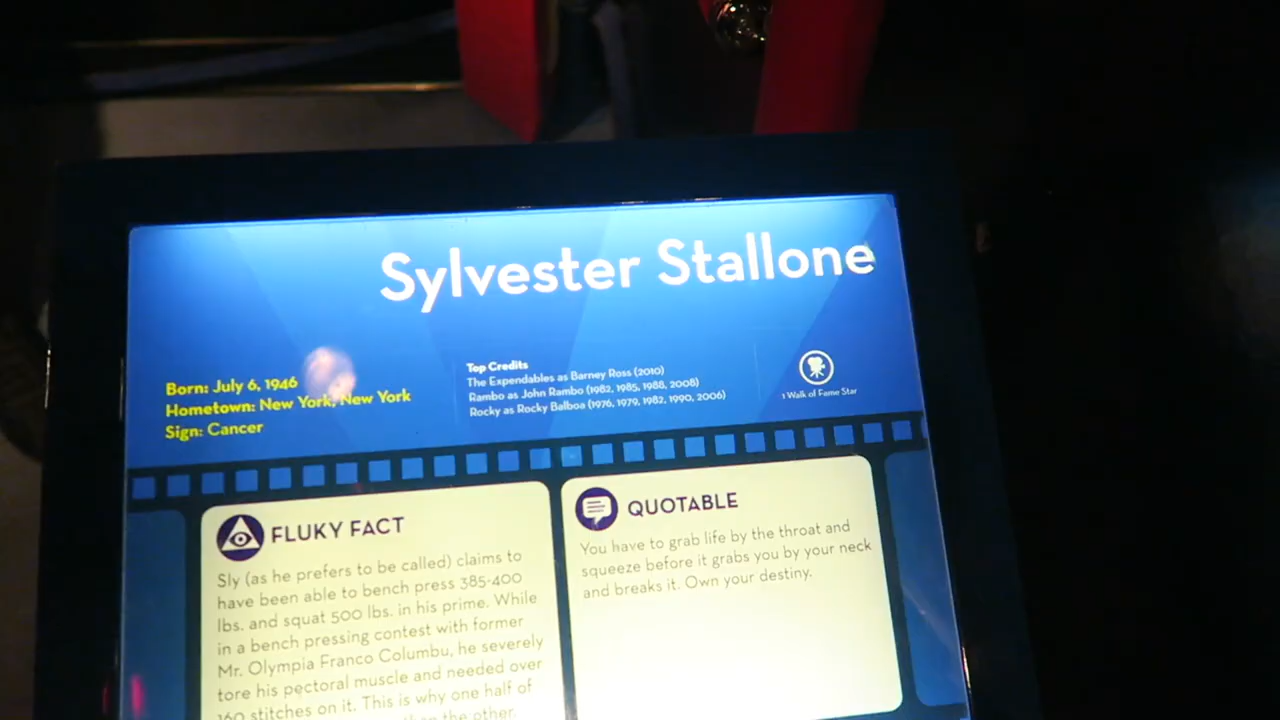 Sylvester Stallone
Born: July 6, 1946
Hometown: New York, New York
Sign: Cancer
Top Credits
The Expendables as Barney Ross (2010)
Rambo as John Rambo (1982, 1985, 1988, 2008)
Rocky as Rocky Balboa (1976, 1979, 1982, 1990, 2006)
1 Walk of Fame Star
FLUKY FACT
Sly (as he prefers to be called) claims to
have been able to bench press 385-400
lbs. and squat 500 lbs. in his prime. While
in a bench pressing contest with former
Mr. Olympia Franco Columbu, he severely
tore his pectoral muscle and needed over
160 stitches on it. This is why one half of
than the other.
QUOTABLE
You have to grab life by the throat and
squeeze before it grabs you by your neck
and breaks it. Own your destiny.